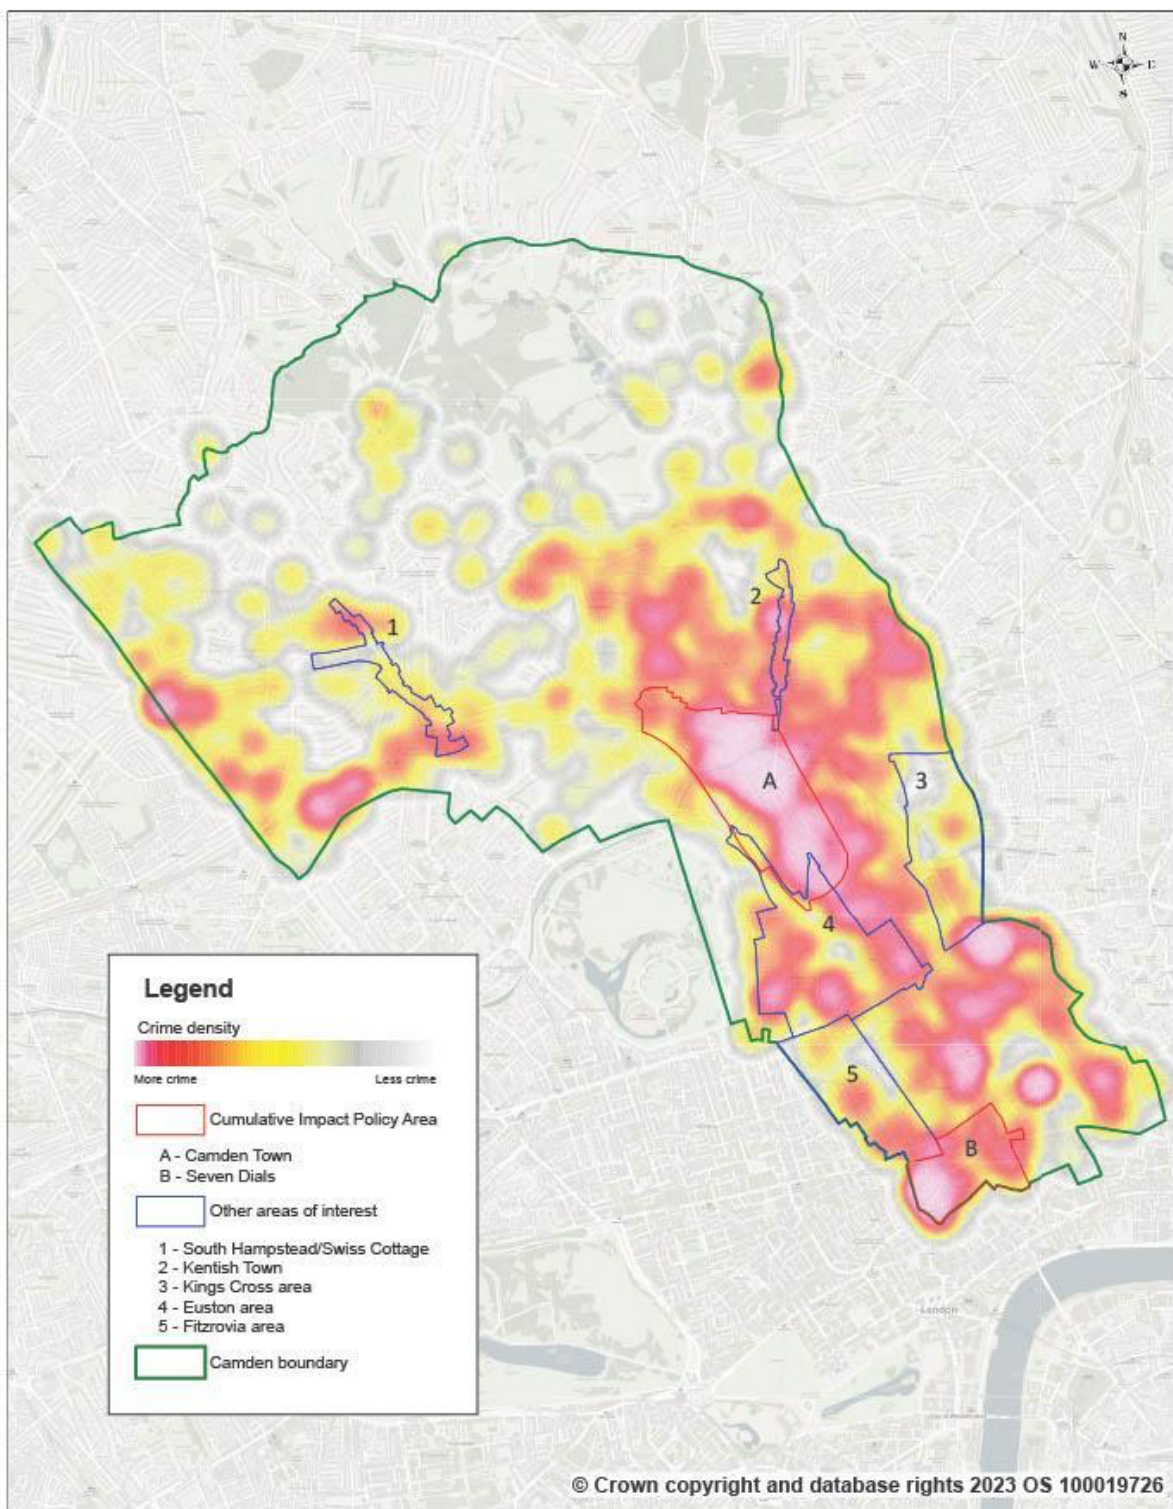 N
W
S
1
2
A
3
4
5
B
Legend
Crime density
More crime Less crime
Cumulative Impact Policy Area
A - Camden Town
B - Seven Dials
Other areas of interest
1 - South Hampstead/Swiss Cottage
2 - Kentish Town
3 - Kings Cross area
4 - Euston area
5 - Fitzrovia area
Camden boundary
London
© Crown copyright and database rights 2023 OS 100019726